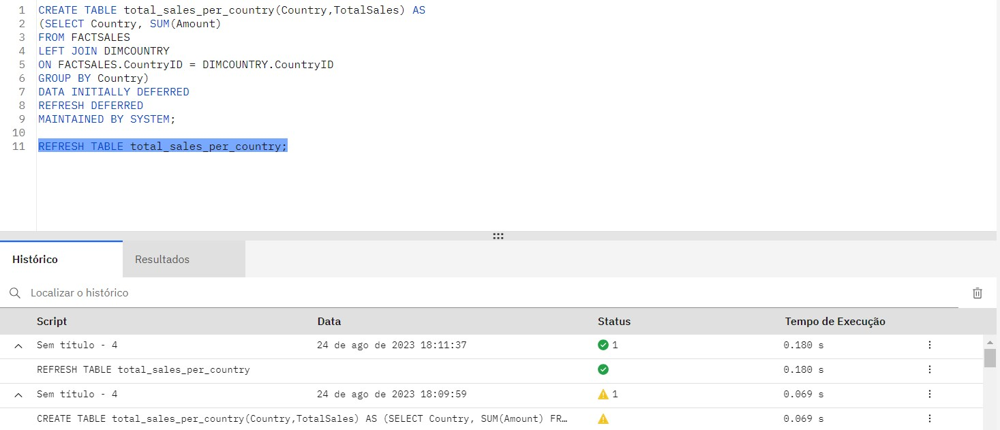 1 CREATE TABLE total_sales_per_country(Country,TotalSales) AS
2 (SELECT Country, SUM(Amount)
3 FROM FACTSALES
4 LEFT JOIN DIMCOUNTRY
5 ON FACTSALES.CountryID = DIMCOUNTRY.CountryID
6 GROUP BY Country)
7 DATA INITIALLY DEFERRED
8 REFRESH DEFERRED
9 MAINTAINED BY SYSTEM;
10
11 REFRESH TABLE total_sales_per_country;
Histórico Resultados
Localizar o histórico
Script Data Status Tempo de Execução
Sem título - 4 24 de ago de 2023 18:11:37 1 0.180 s
REFRESH TABLE total_sales_per_country 0.180 s
Sem título - 4 24 de ago de 2023 18:09:59 1 0.069 s
CREATE TABLE total_sales_per_country(Country,TotalSales) AS (SELECT Country, SUM(Amount) FR… 0.069 s